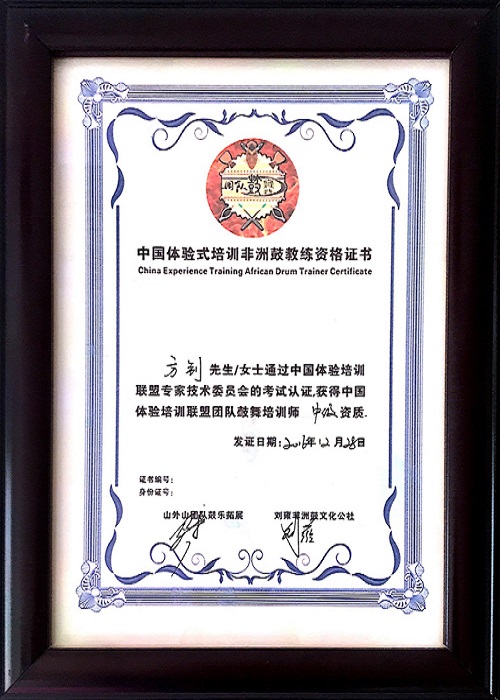 团队鼓
中国体验式培训非洲鼓教练资格证书
China Experience Training African Drum Trainer Certificate
方剑 先生/女士通过中国体验培训
联盟专家技术委员会的考试认证,获得中国
体验培训联盟团队鼓舞培训师 中级 资质.
发证日期:2016年12月28日
证书编号:
身份证号:
山外山团队鼓乐拓展 刘雍非洲鼓文化公社
刘雍